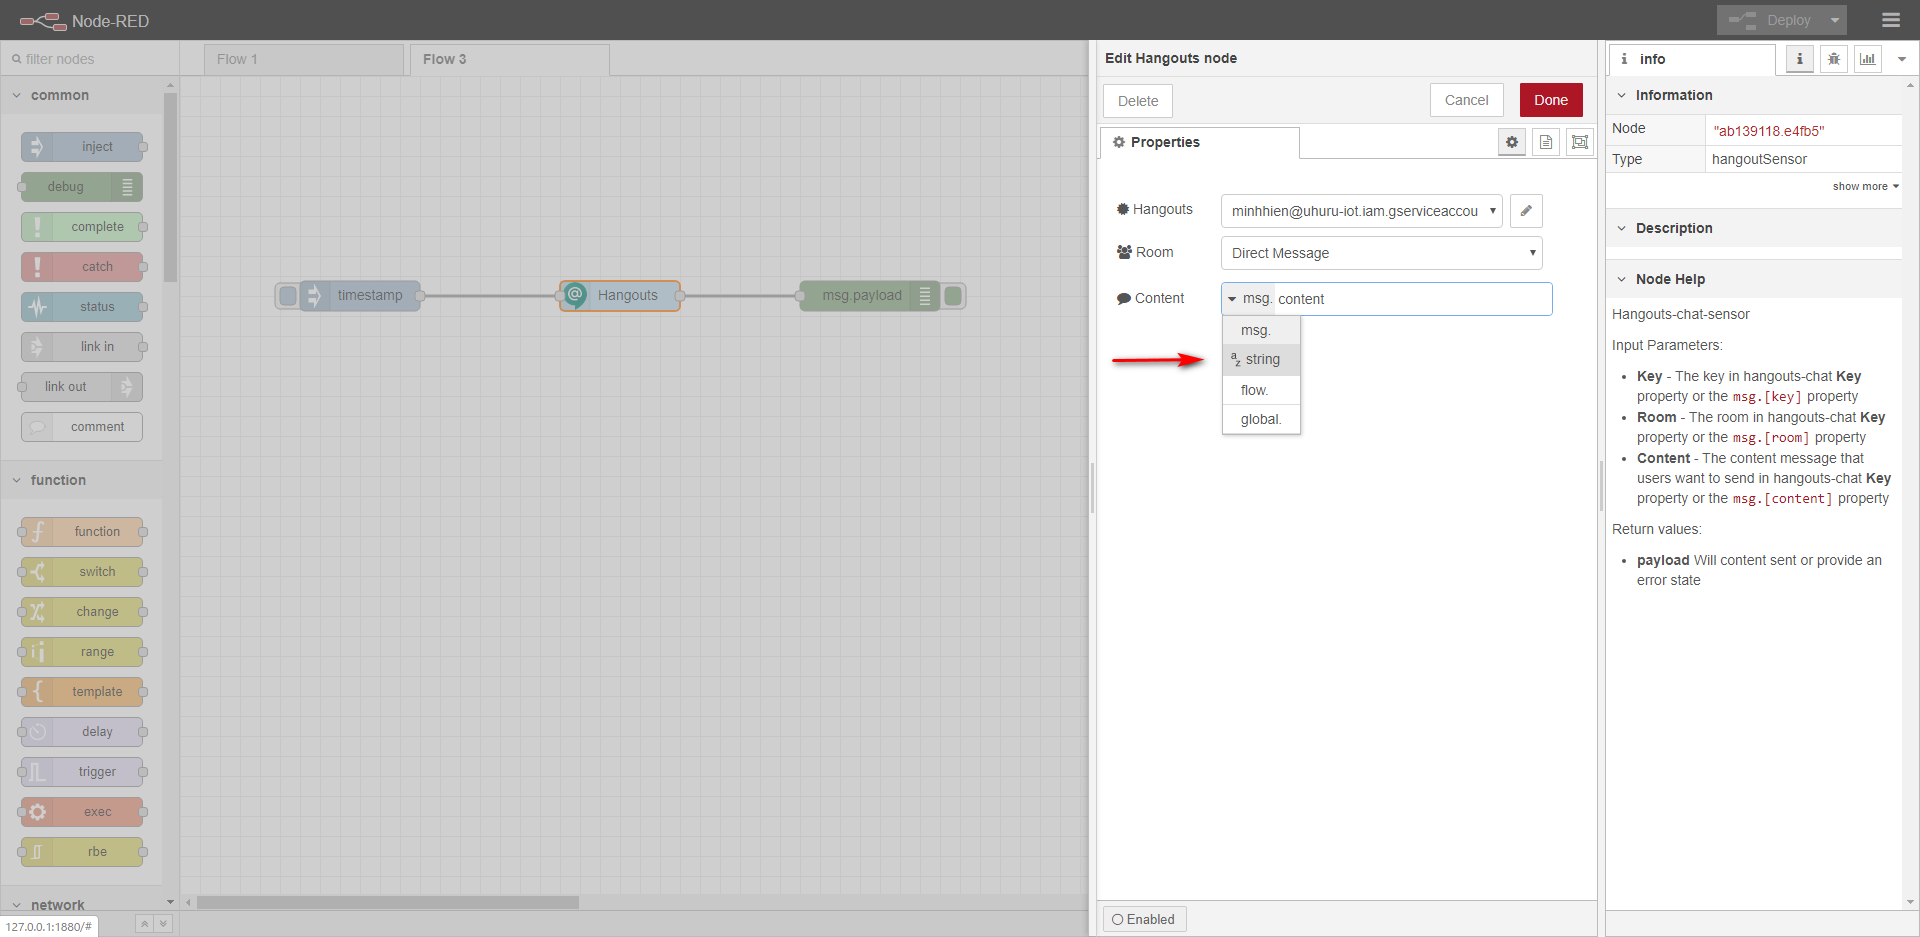 Node-RED
Deploy
filter nodes
common
inject
debug
complete
catch
status
link in
link out
comment
function
function
switch
change
range
template
delay
trigger
exec
rbe
network
127.0.0.1:1880/#
Flow 1
Flow 3
timestamp
Hangouts
msg.payload
Edit Hangouts node
Delete
Cancel
Done
Properties
Hangouts
minhhien@uhuru-iot.iam.gserviceaccou
Room
Direct Message
Content
msg. content
msg.
az string
flow.
global.
Enabled
info
Information
Node "ab139118.e4fb5"
Type hangoutSensor
show more
Description
Node Help
Hangouts-chat-sensor
Input Parameters:
• Key - The key in hangouts-chat Key
property or the msg.[key] property
• Room - The room in hangouts-chat Key
property or the msg.[room] property
• Content - The content message that
users want to send in hangouts-chat Key
property or the msg.[content] property
Return values:
• payload Will content sent or provide an
error state